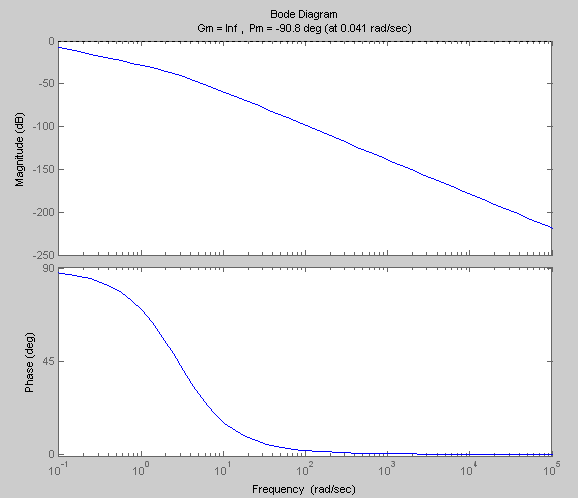 Bode Diagram
Gm = Inf , Pm = -90.8 deg (at 0.041 rad/sec)
0
-50
-100
-150
-200
-250
Magnitude (dB)
90
45
0
Phase (deg)
10^-1 10^0 10^1 10^2 10^3 10^4 10^5
Frequency (rad/sec)